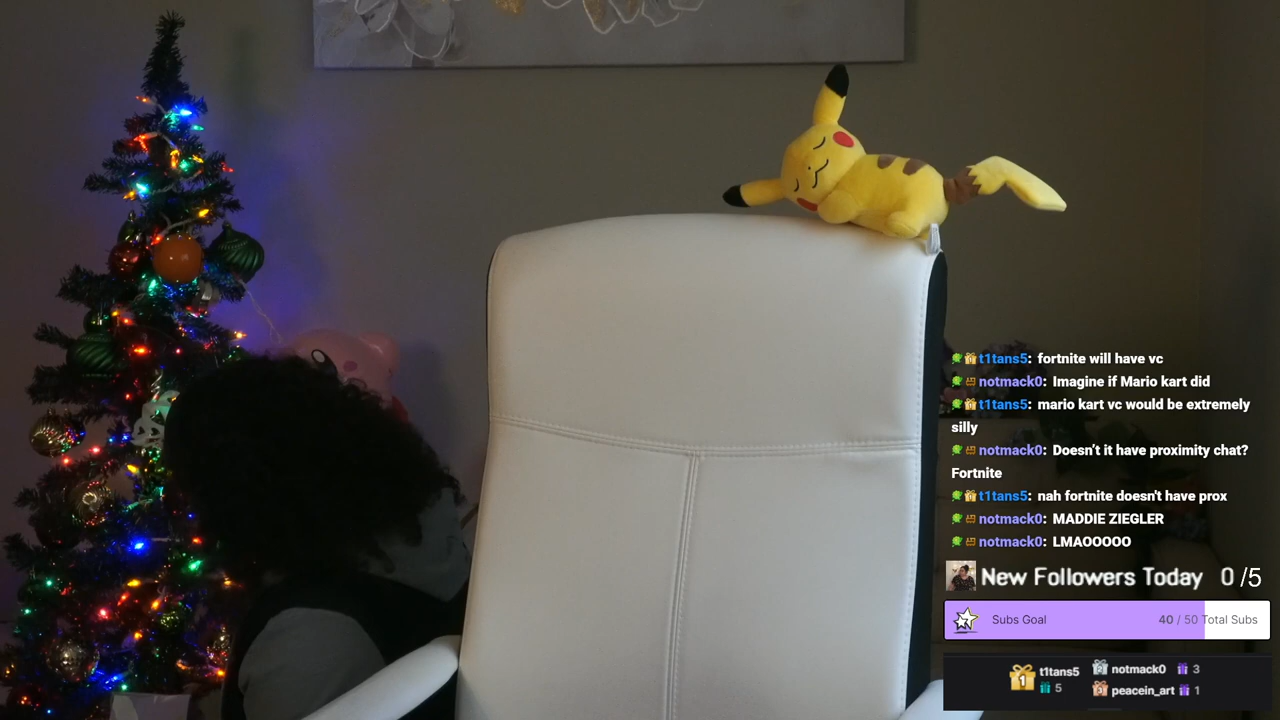 t1tans5: fortnite will have vc
notmack0: Imagine if Mario kart did
t1tans5: mario kart vc would be extremely
silly
notmack0: Doesn't it have proximity chat?
Fortnite
t1tans5: nah fortnite doesn't have prox
notmack0: MADDIE ZIEGLER
notmack0: LMAOOOOO
New Followers Today 0 /5
Subs Goal 40 / 50 Total Subs
1 t1tans5 5
notmack0 3
peacein_art 1